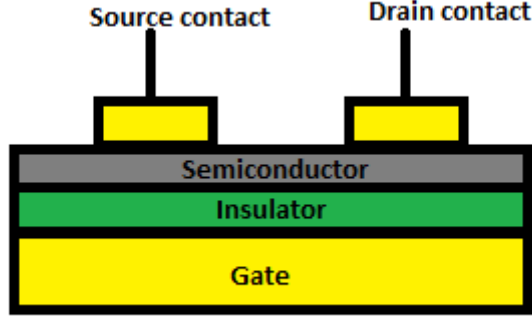 Source contact
Drain contact
Semiconductor
Insulator
Gate